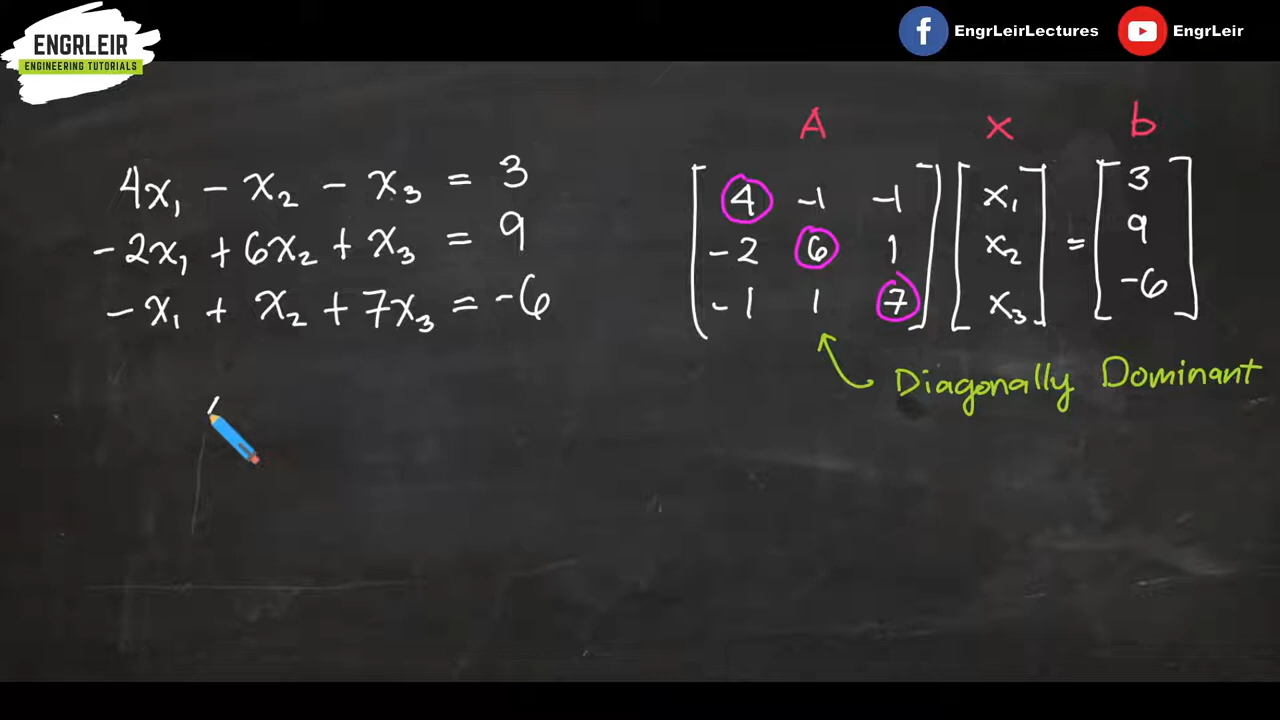 ENGRLEIR
ENGINEERING TUTORIALS
EngrLeirLectures
EngrLeir
4x₁ - x₂ - x₃ = 3
-2x₁ + 6x₂ + x₃ = 9
-x₁ + x₂ + 7x₃ = -6
A x b
4 -1 -1 x₁ 3
-2 6 1 x₂ = 9
-1 1 7 x₃ -6
Diagonally Dominant